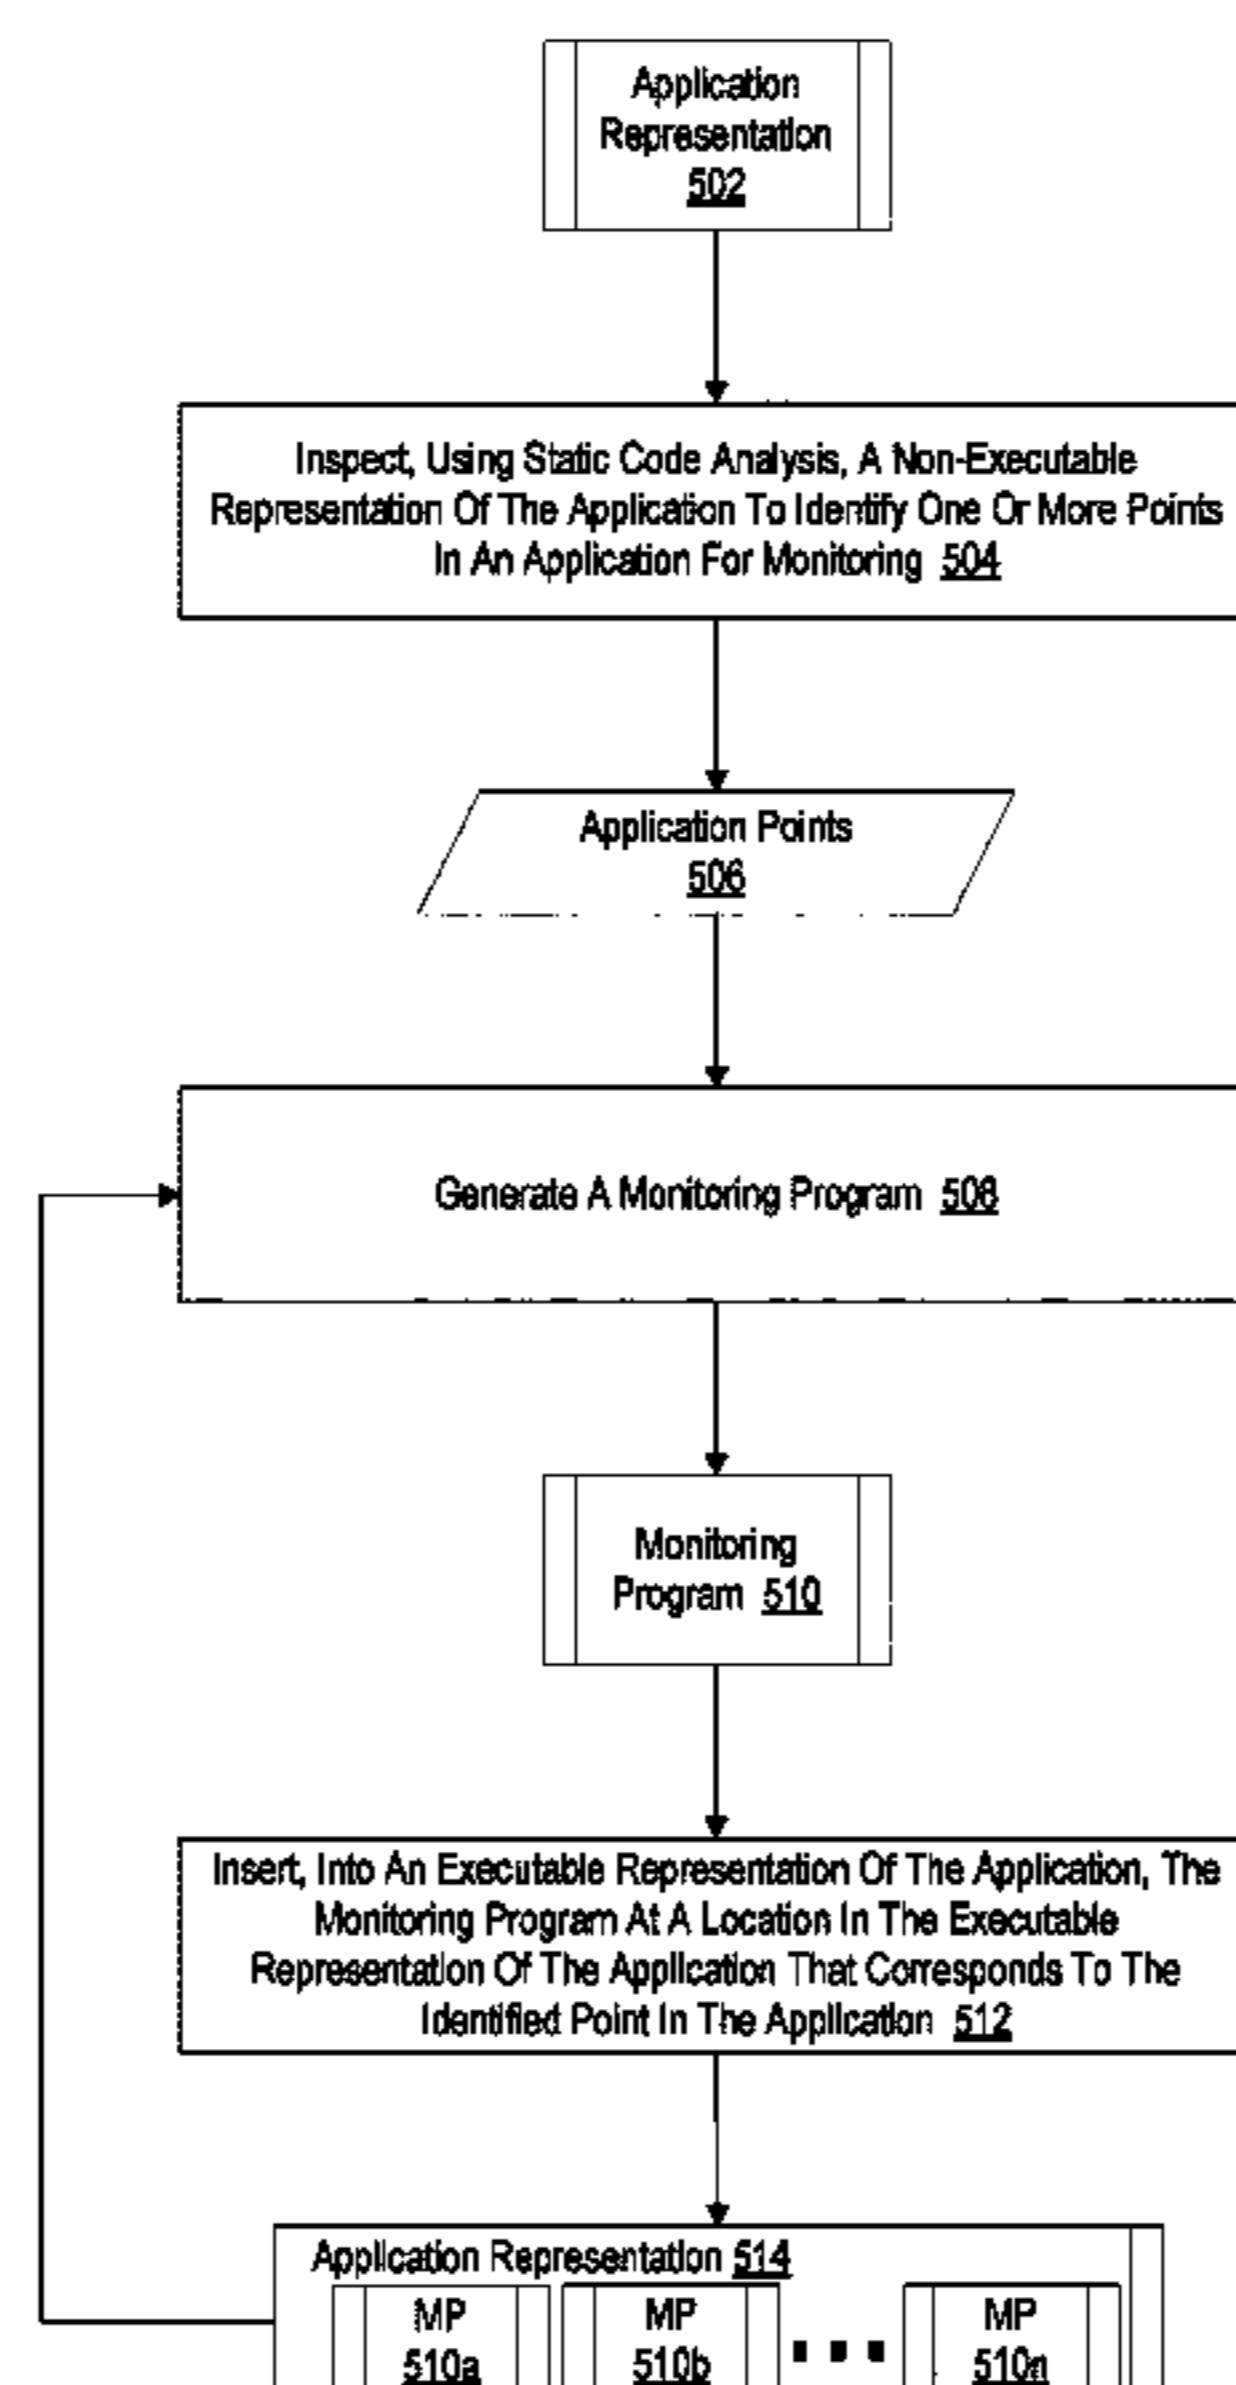 Application
Representation
502
Inspect, Using Static Code Analysis, A Non-Executable
Representation Of The Application To Identify One Or More Points
In An Application For Monitoring 504
Application Points
506
Generate A Monitoring Program 508
Monitoring
Program 510
Insert, Into An Executable Representation Of The Application, The
Monitoring Program At A Location In The Executable
Representation Of The Application That Corresponds To The
Identified Point In The Application 512
Application Representation 514
MP
510a
MP
510b
MP
510n